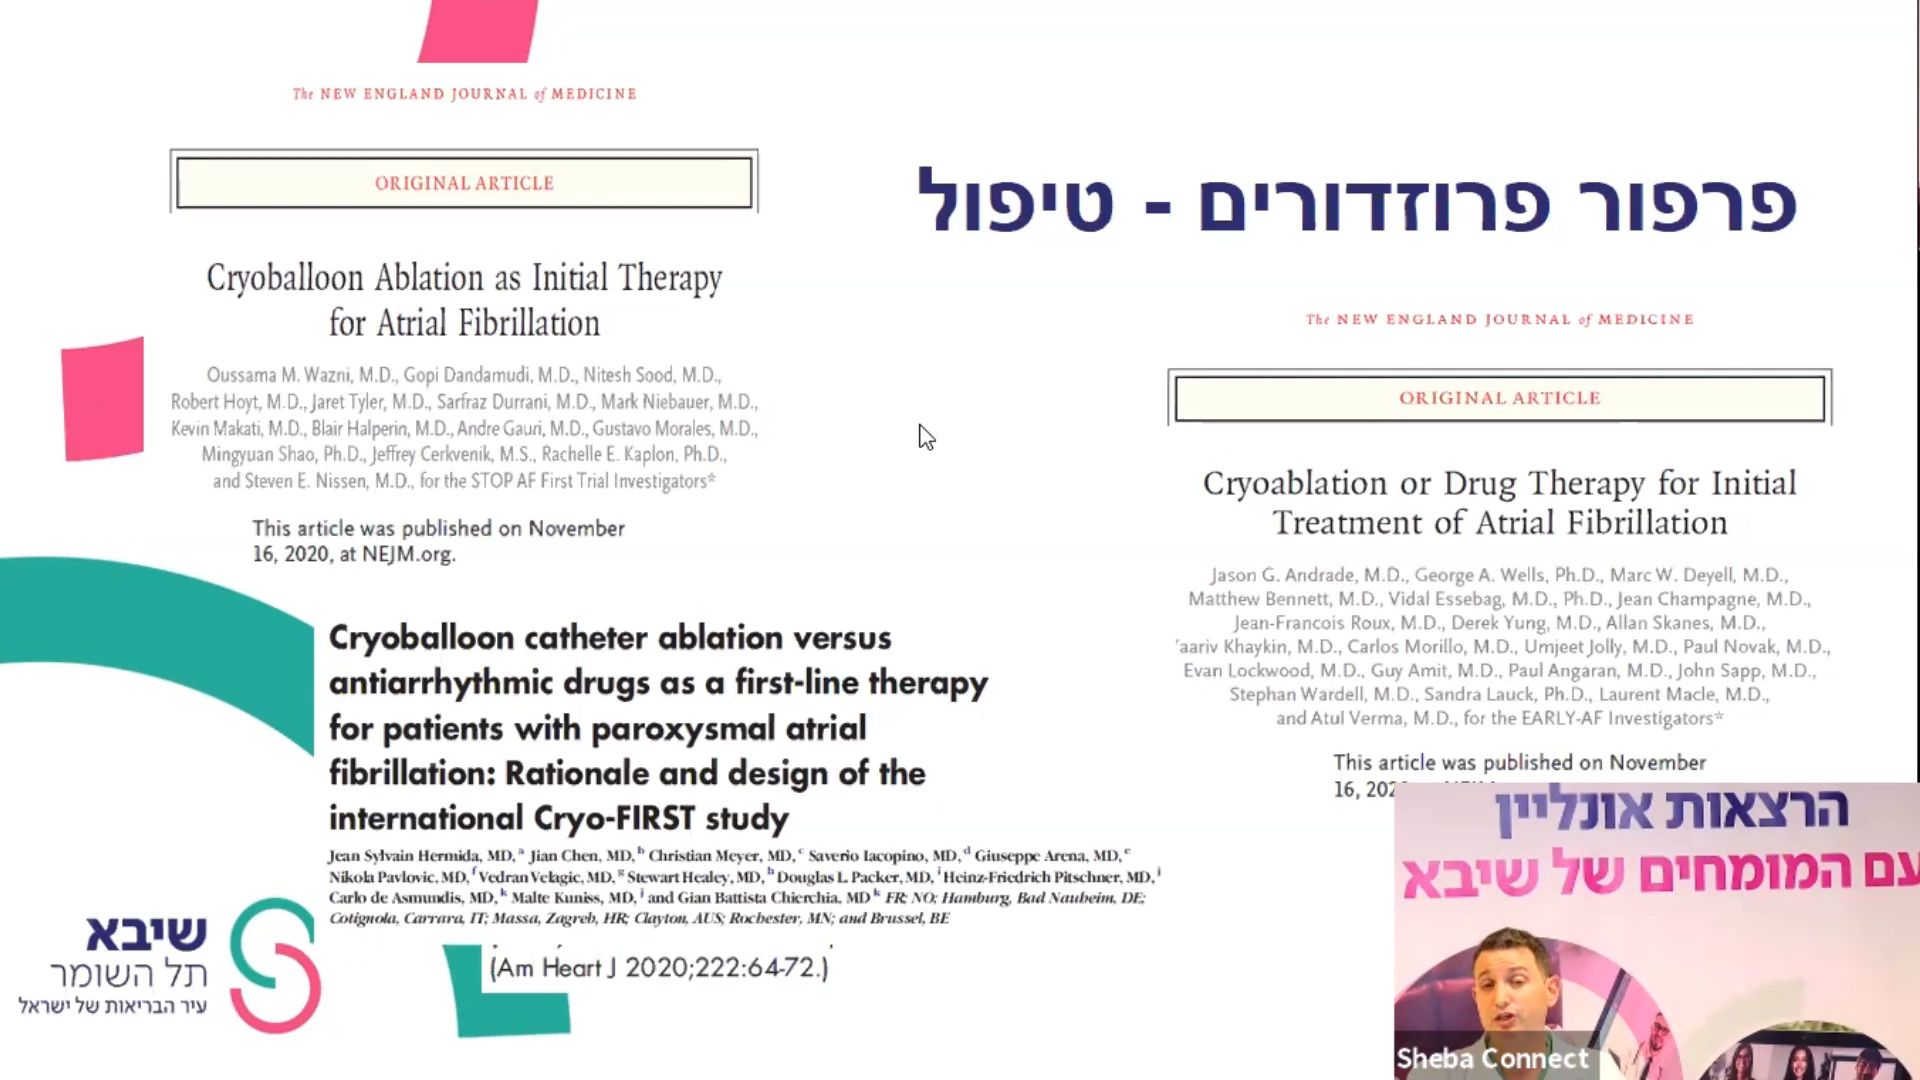 The NEW ENGLAND JOURNAL of MEDICINE
ORIGINAL ARTICLE
Cryoballoon Ablation as Initial Therapy
for Atrial Fibrillation
Oussama M. Wazni, M.D., Gopi Dandamudi, M.D., Nitesh Sood, M.D.,
Robert Hoyt, M.D., Jaret Tyler, M.D., Sarfraz Durrani, M.D., Mark Niebauer, M.D.,
Kevin Makati, M.D., Blair Halperin, M.D., Andre Gauri, M.D., Gustavo Morales, M.D.,
Mingyuan Shao, Ph.D., Jeffrey Cerkvenik, M.S., Rachelle E. Kaplon, Ph.D.,
and Steven E. Nissen, M.D., for the STOP AF First Trial Investigators*
This article was published on November
16, 2020, at NEJM.org.
פרפור פרוזדורים - טיפול
The NEW ENGLAND JOURNAL of MEDICINE
ORIGINAL ARTICLE
Cryoablation or Drug Therapy for Initial
Treatment of Atrial Fibrillation
Jason G. Andrade, M.D., George A. Wells, Ph.D., Marc W. Deyell, M.D.,
Matthew Bennett, M.D., Vidal Essebag, M.D., Ph.D., Jean Champagne, M.D.,
Jean-Francois Roux, M.D., Derek Yung, M.D., Allan Skanes, M.D.,
aariv Khaykin, M.D., Carlos Morillo, M.D., Umjeet Jolly, M.D., Paul Novak, M.D.,
Evan Lockwood, M.D., Guy Amit, M.D., Paul Angaran, M.D., John Sapp, M.D.,
Stephan Wardell, M.D., Sandra Lauck, Ph.D., Laurent Macle, M.D.,
and Atul Verma, M.D., for the EARLY-AF Investigators*
This article was published on November
16, 202
Cryoballoon catheter ablation versus
antiarrhythmic drugs as a first-line therapy
for patients with paroxysmal atrial
fibrillation: Rationale and design of the
international Cryo-FIRST study
Jean Sylvain Hermida, MD, a Jian Chen, MD, b Christian Meyer, MD, c Saverio Iacopino, MD, d Giuseppe Arena, MD, e
Nikola Pavlovic, MD, f Vedran Velagic, MD, g Stewart Healey, MD, h Douglas L. Packer, MD, i Heinz-Friedrich Pitschner, MD, j
Carlo de Asmundis, MD, k Malte Kuniss, MD, j and Gian Battista Chierchia, MD k FR; NO; Hamburg, Bad Nauheim, DE;
Cotignola, Carrara, IT; Massa, Zagreb, HR; Clayton, AUS; Rochester, MN; and Brussel, BE
(Am Heart J 2020;222:64-72.)
שיבא
תל השומר
עיר הבריאות של ישראל
הרצאות אונליין
עם המומחים של שיבא
Sheba Connect